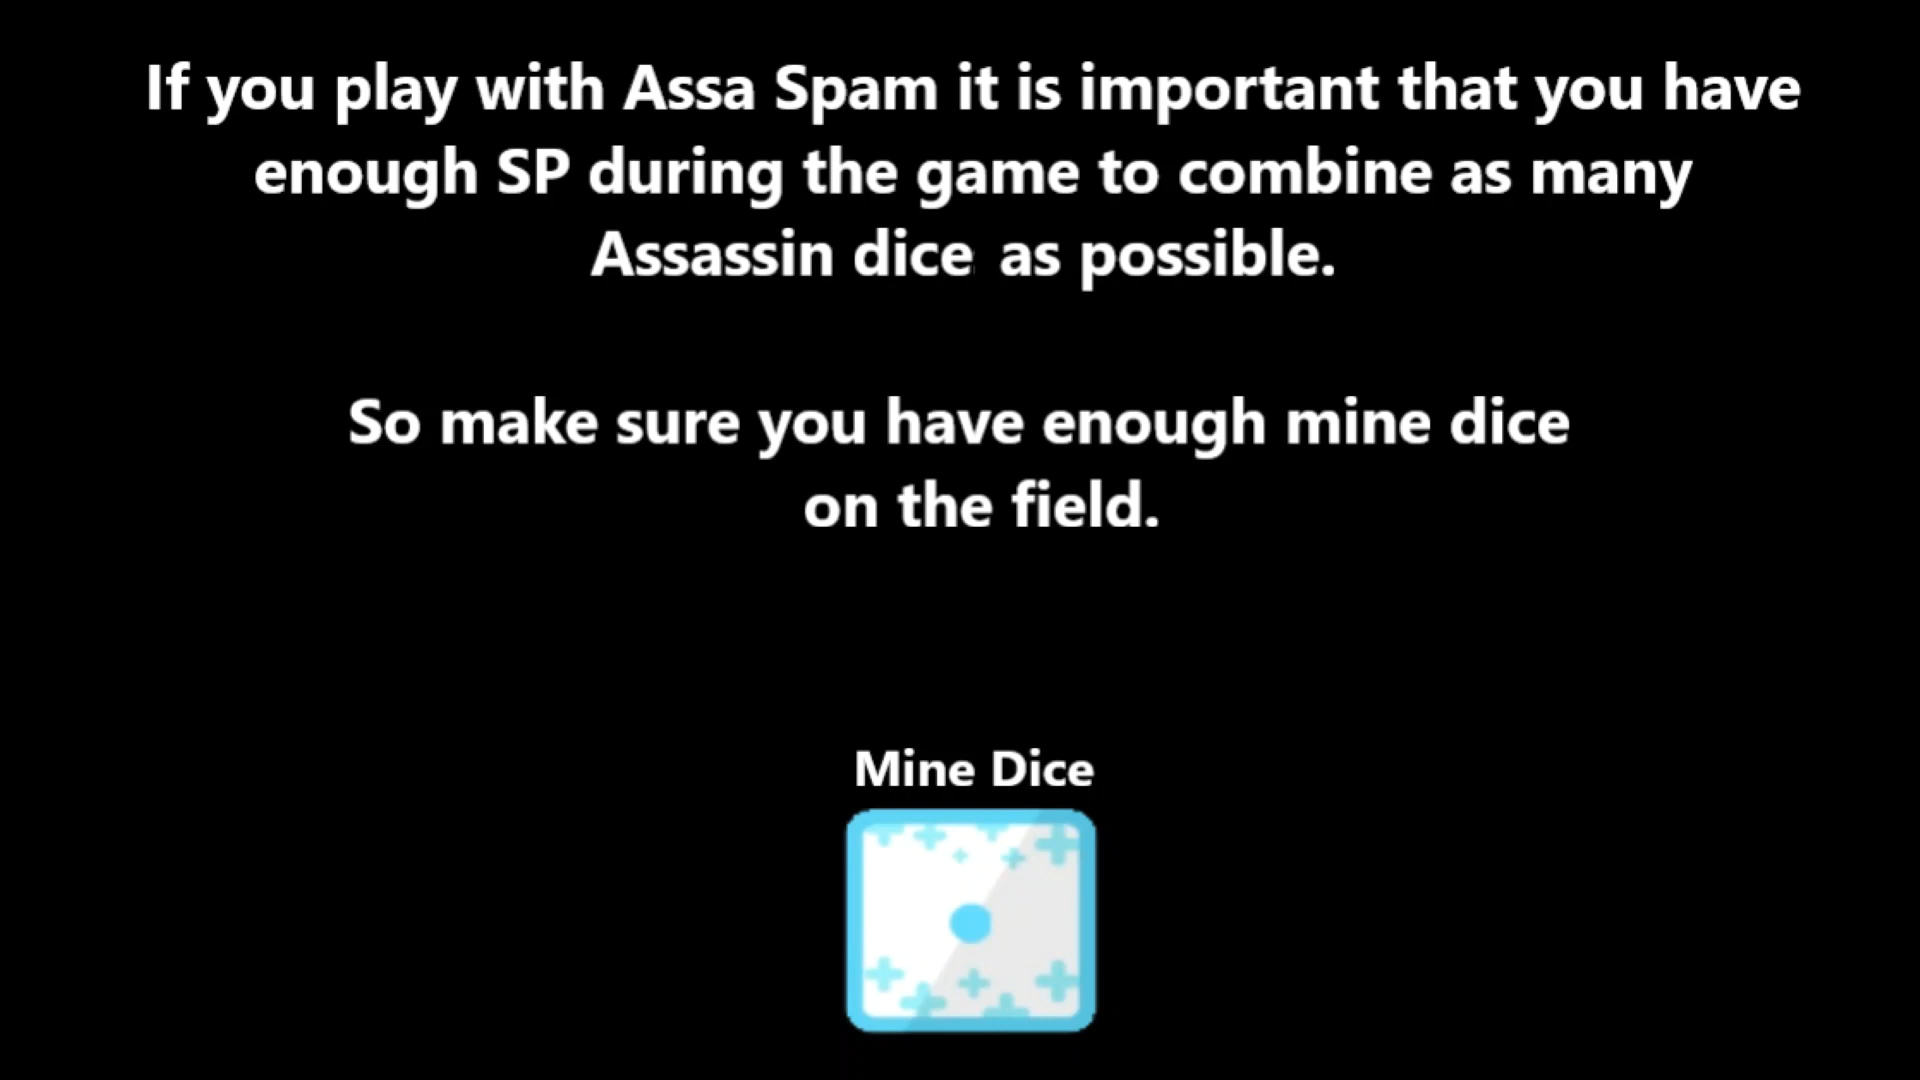 If you play with Assa Spam it is important that you have
enough SP during the game to combine as many
Assassin dice as possible.
So make sure you have enough mine dice
on the field.
Mine Dice